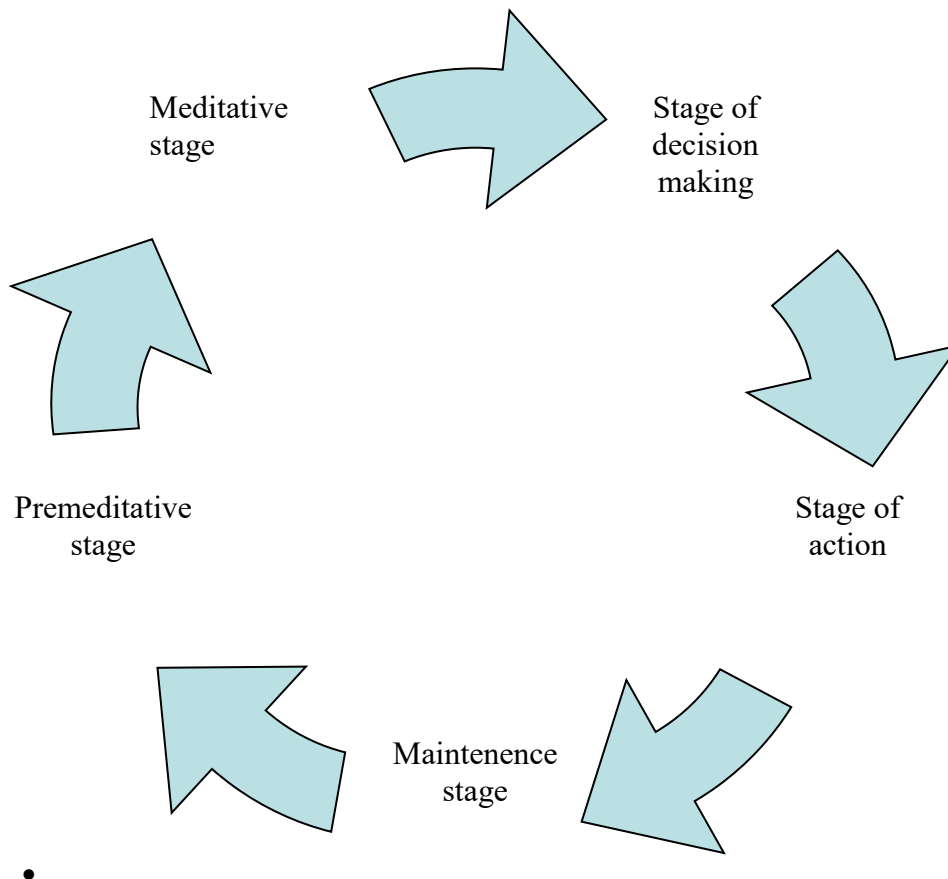 Meditative
stage
Stage of
decision
making
Stage of
action
Maintenence
stage
Premeditative
stage